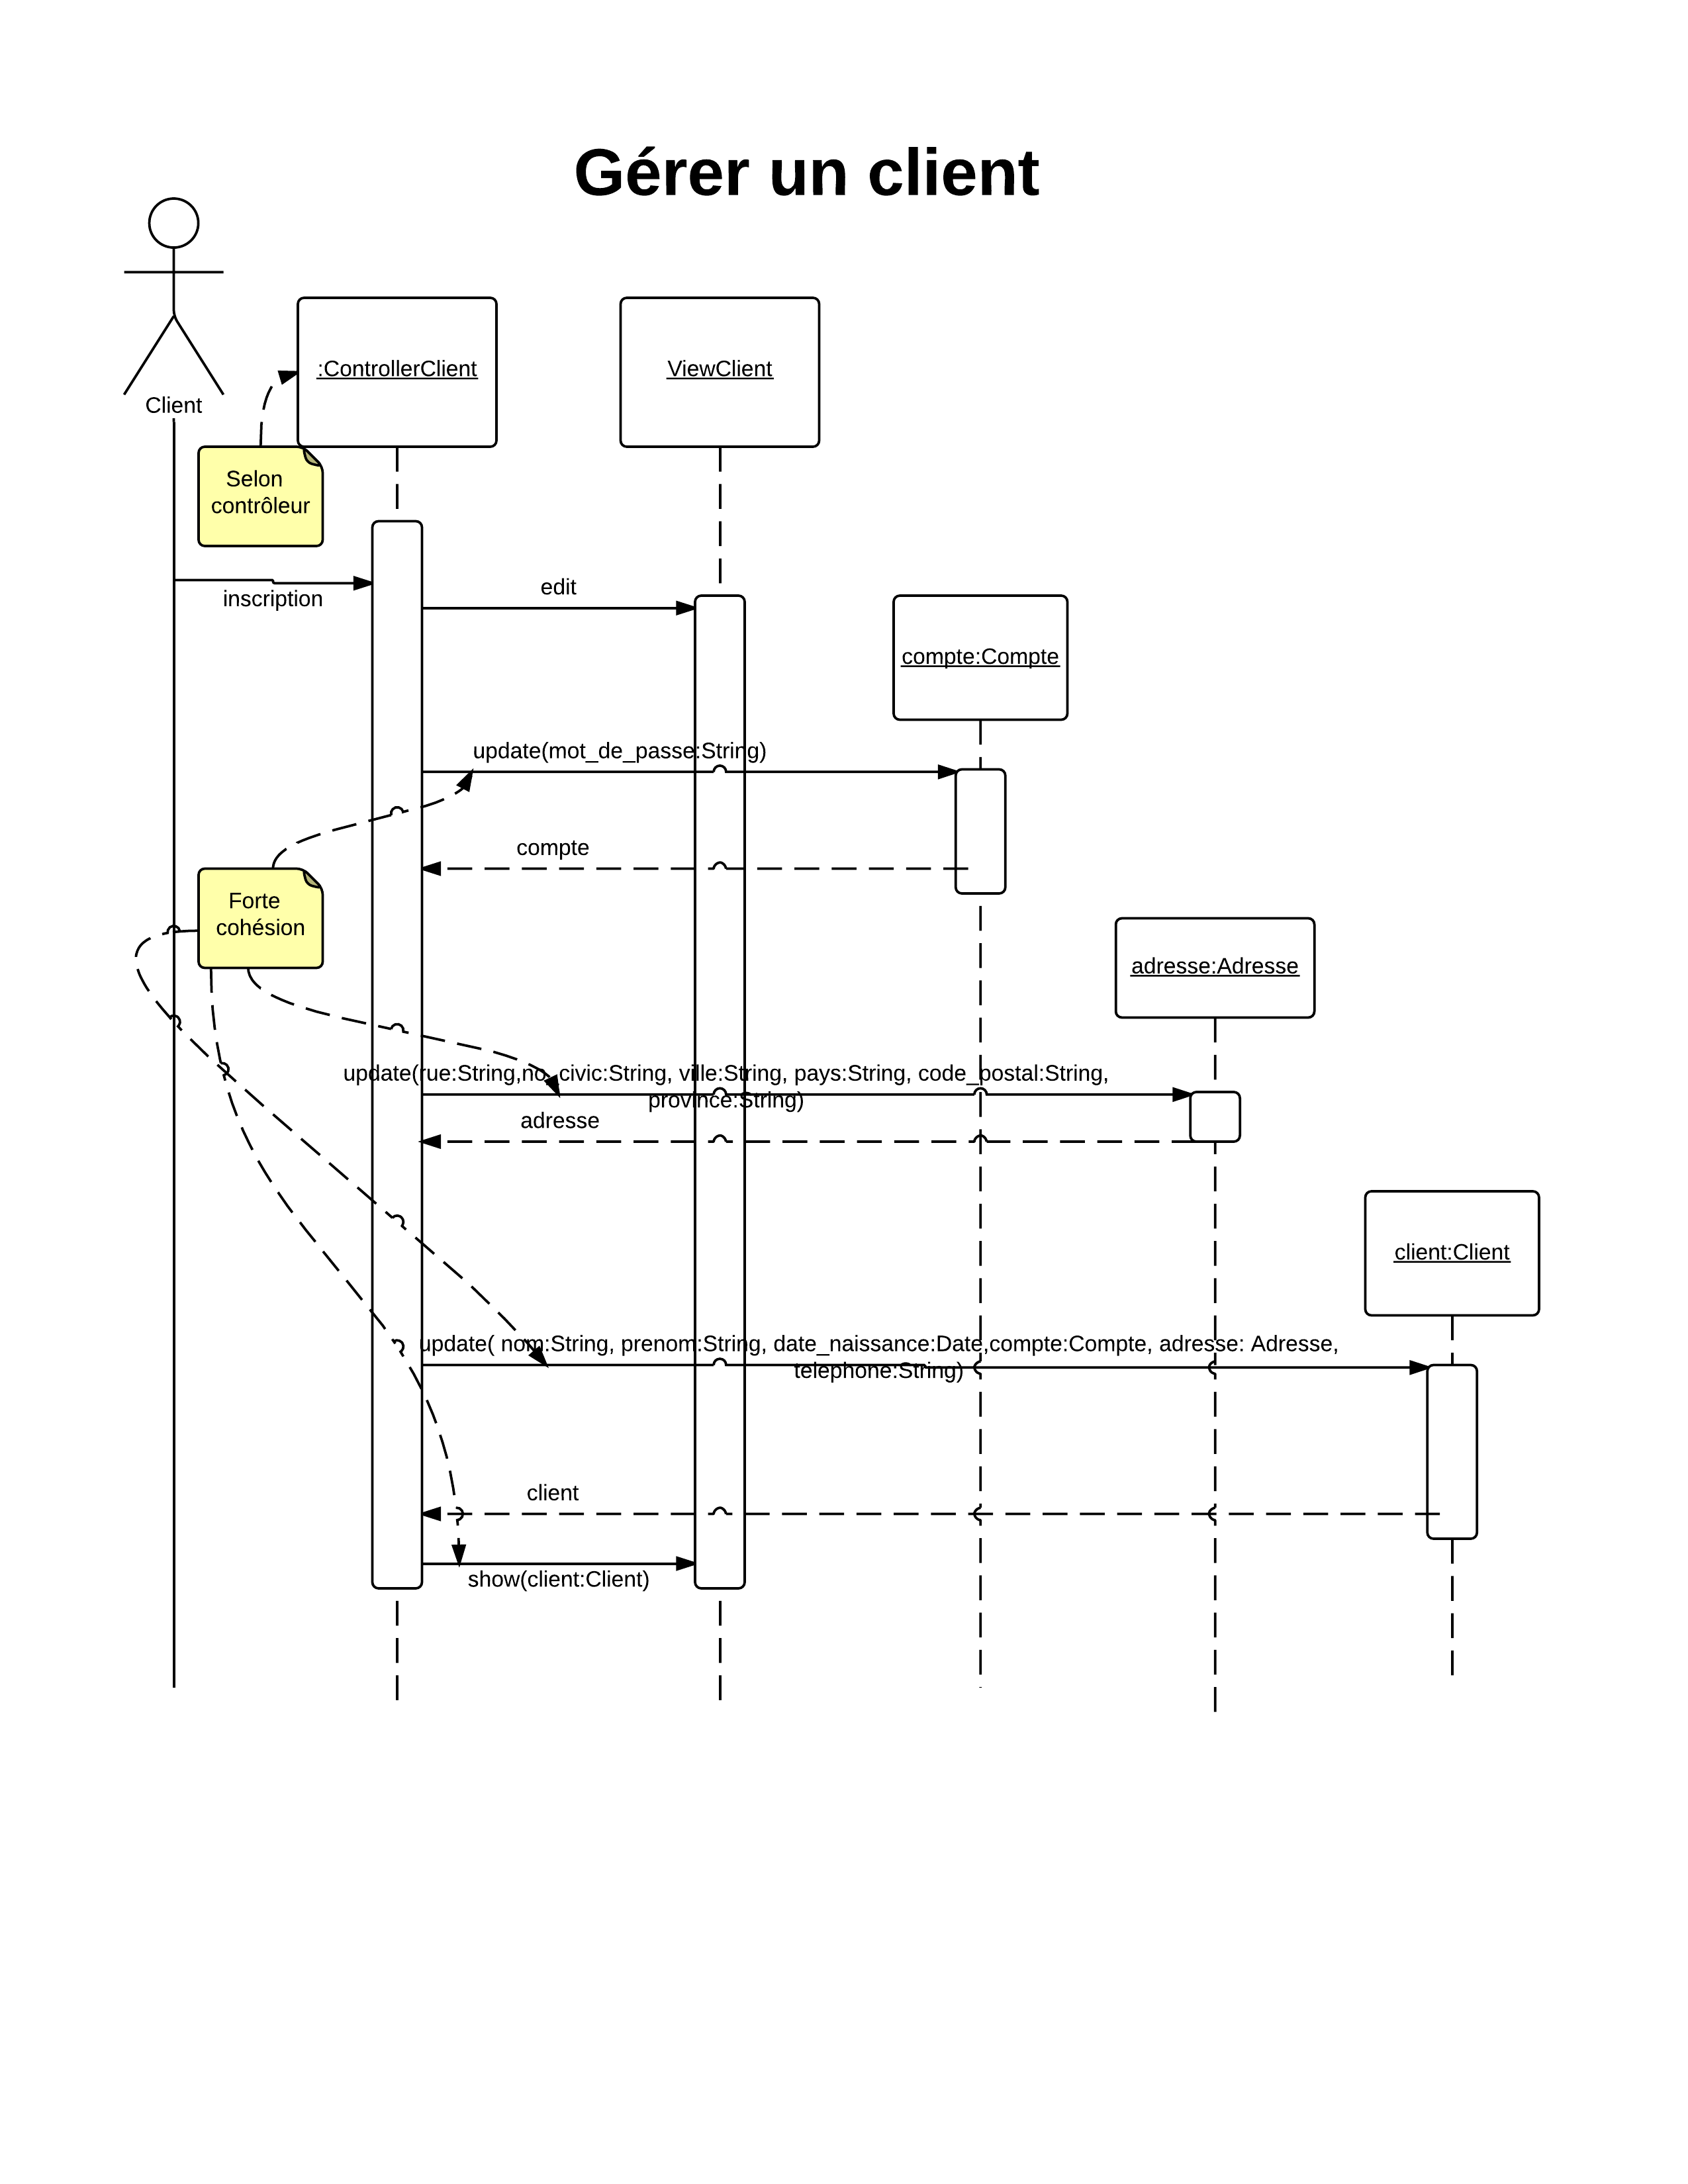 Gérer un client
Client
:ControllerClient
ViewClient
Selon
contrôleur
inscription
edit
compte:Compte
update(mot_de_passe:String)
compte
Forte
cohésion
adresse:Adresse
update(rue:String,no_civic:String, ville:String, pays:String, code_postal:String,
province:String)
adresse
client:Client
update( nom:String, prenom:String, date_naissance:Date,compte:Compte, adresse: Adresse,
telephone:String)
client
show(client:Client)